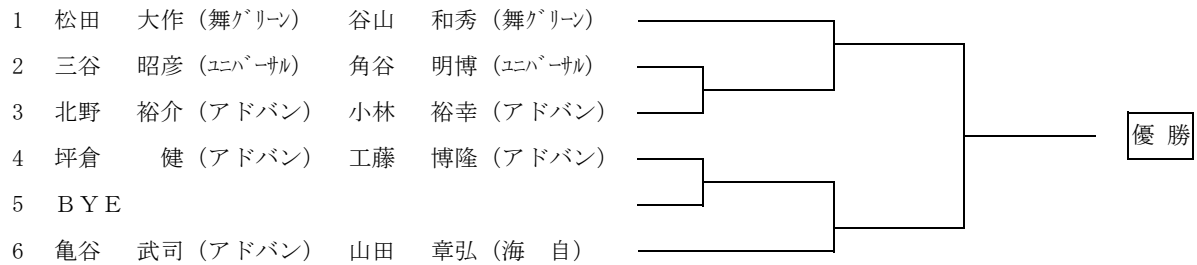 1 松田 大作 (舞グリーン) 谷山 和秀 (舞グリーン)
2 三谷 昭彦 (ユニバーサル) 角谷 明博 (ユニバーサル)
3 北野 裕介 (アドバン) 小林 裕幸 (アドバン)
優 勝
4 坪倉 健 (アドバン) 工藤 博隆 (アドバン)
5 BYE
6 亀谷 武司 (アドバン) 山田 章弘 (海 自)